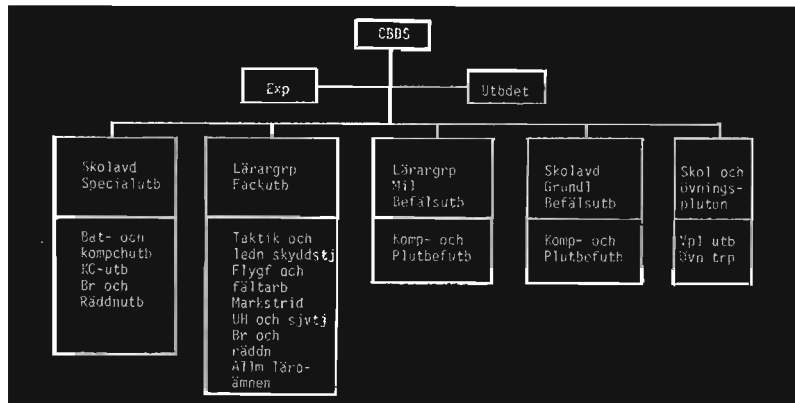 CBBS
Exp
Utbdet
Skolavd
Specialutb
Bat- och
kompchutb
KC-utb
Br och
Räddnutb
Lärargrp
Fackutb
Taktik och
ledn skyddstj
Flygf och
fältarb
Markstrid
UH och sjvtj
Br och
räddn
Allm läro-
ämnen
Lärargrp
Mil
Befälsutb
Komp- och
Plutbefutb
Skolavd
Grundl
Befälsutb
Komp- och
Plutbefutb
Skol och
övnings-
pluton
Vpl utb
Övn trp